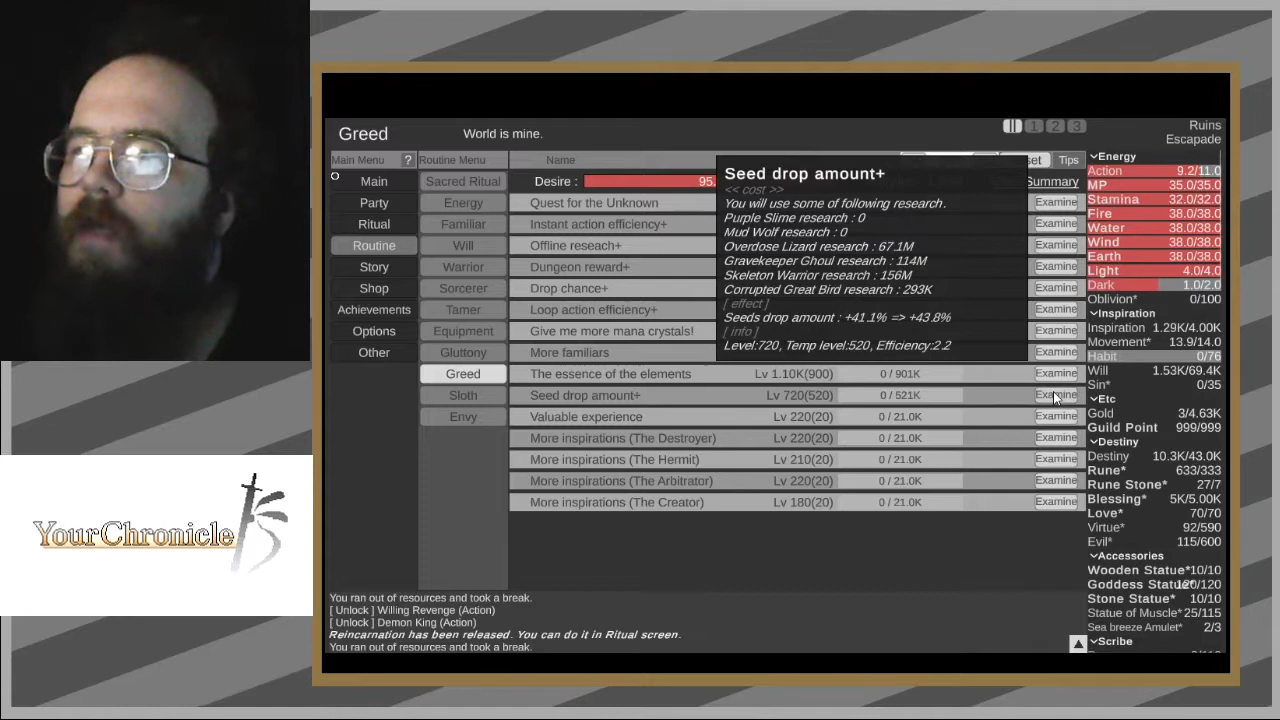 Greed
World is mine.
1 2 3
Ruins
Escapade
Main Menu ?
Routine Menu
Name
Tips
Main
Party
Ritual
Routine
Story
Shop
Achievements
Options
Other
Sacred Ritual
Energy
Familiar
Will
Warrior
Sorcerer
Tamer
Equipment
Gluttony
Greed
Sloth
Envy
Desire : 95.
Summary
Quest for the Unknown Examine
Instant action efficiency+ Examine
Offline reseach+ Examine
Dungeon reward+ Examine
Drop chance+ Examine
Loop action efficiency+ Examine
Give me more mana crystals! Examine
More familiars Examine
The essence of the elements Lv 1.10K(900) 0 / 901K Examine
Seed drop amount+ Lv 720(520) 0 / 521K Examine
Valuable experience Lv 220(20) 0 / 21.0K Examine
More inspirations (The Destroyer) Lv 220(20) 0 / 21.0K Examine
More inspirations (The Hermit) Lv 210(20) 0 / 21.0K Examine
More inspirations (The Arbitrator) Lv 220(20) 0 / 21.0K Examine
More inspirations (The Creator) Lv 180(20) 0 / 21.0K Examine
Seed drop amount+
<< cost >>
You will use some of following research.
Purple Slime research : 0
Mud Wolf research : 0
Overdose Lizard research : 67.1M
Gravekeeper Ghoul research : 114M
Skeleton Warrior research : 156M
Corrupted Great Bird research : 293K
[ effect ]
Seeds drop amount : +41.1% => +43.8%
[ info ]
Level:720, Temp level:520, Efficiency:2.2
Energy
Action 9.2/11.0
MP 35.0/35.0
Stamina 32.0/32.0
Fire 38.0/38.0
Water 38.0/38.0
Wind 38.0/38.0
Earth 38.0/38.0
Light 4.0/4.0
Dark 1.0/2.0
Oblivion* 0/100
Inspiration
Inspiration 1.29K/4.00K
Movement* 13.9/14.0
Habit 0/76
Will 1.53K/69.4K
Sin* 0/35
Etc
Gold 3/4.63K
Guild Point 999/999
Destiny
Destiny 10.3K/43.0K
Rune* 633/333
Rune Stone* 27/7
Blessing* 5K/5.00K
Love* 70/70
Virtue* 92/590
Evil* 115/600
Accessories
Wooden Statue* 10/10
Goddess Statue* 120/120
Stone Statue* 10/10
Statue of Muscle* 25/115
Sea breeze Amulet* 2/3
Scribe
You ran out of resources and took a break.
[ Unlock ] Willing Revenge (Action)
[ Unlock ] Demon King (Action)
Reincarnation has been released. You can do it in Ritual screen.
You ran out of resources and took a break.
YourChronicle